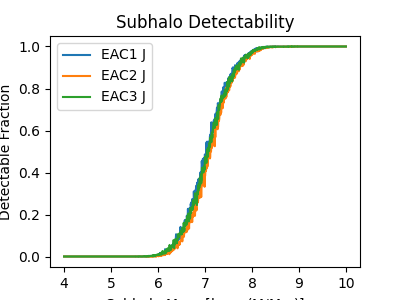 Subhalo Detectability
EAC1 J
EAC2 J
EAC3 J
Detectable Fraction
1.0
0.8
0.6
0.4
0.2
0.0
4 5 6 7 8 9 10